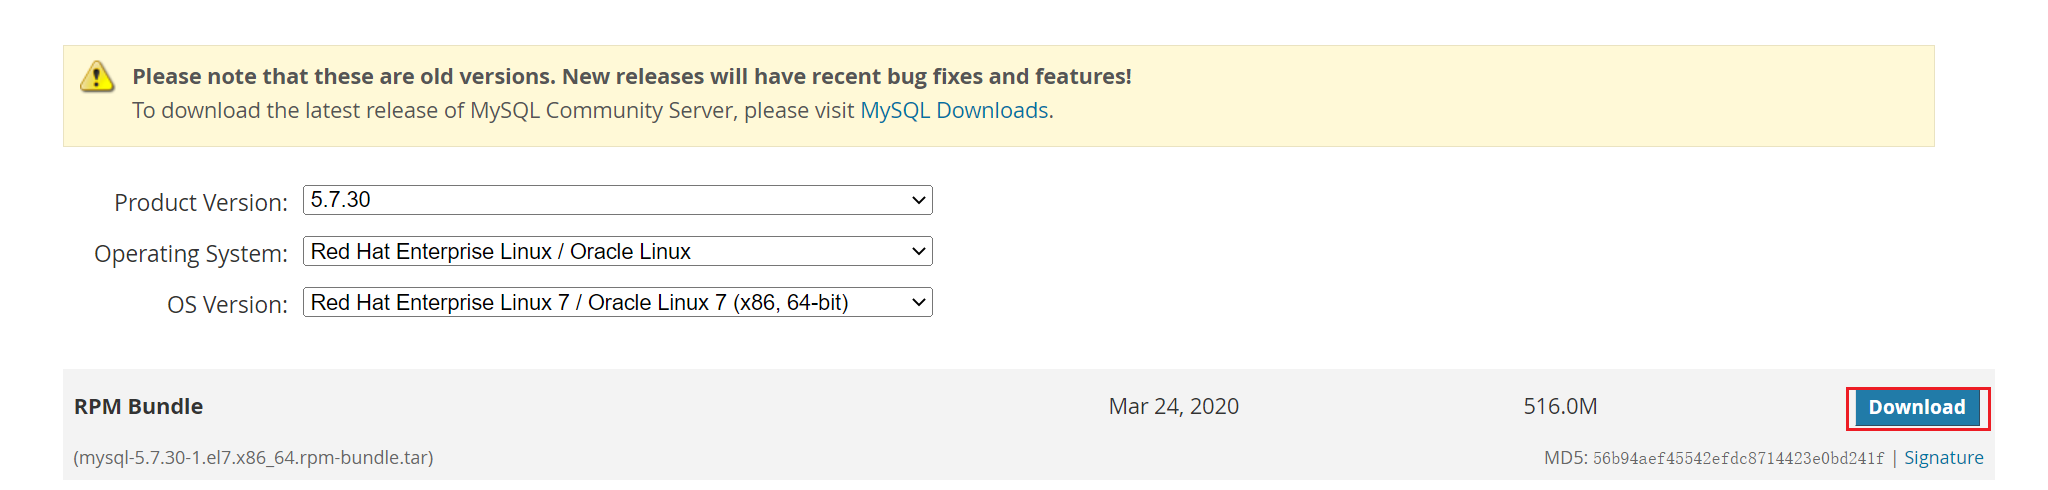 Please note that these are old versions. New releases will have recent bug fixes and features!
To download the latest release of MySQL Community Server, please visit MySQL Downloads.
Product Version: 5.7.30
Operating System: Red Hat Enterprise Linux / Oracle Linux
OS Version: Red Hat Enterprise Linux 7 / Oracle Linux 7 (x86, 64-bit)
RPM Bundle Mar 24, 2020 516.0M Download
(mysql-5.7.30-1.el7.x86_64.rpm-bundle.tar) MD5: 56b94aef45542efdc8714423e0bd241f | Signature